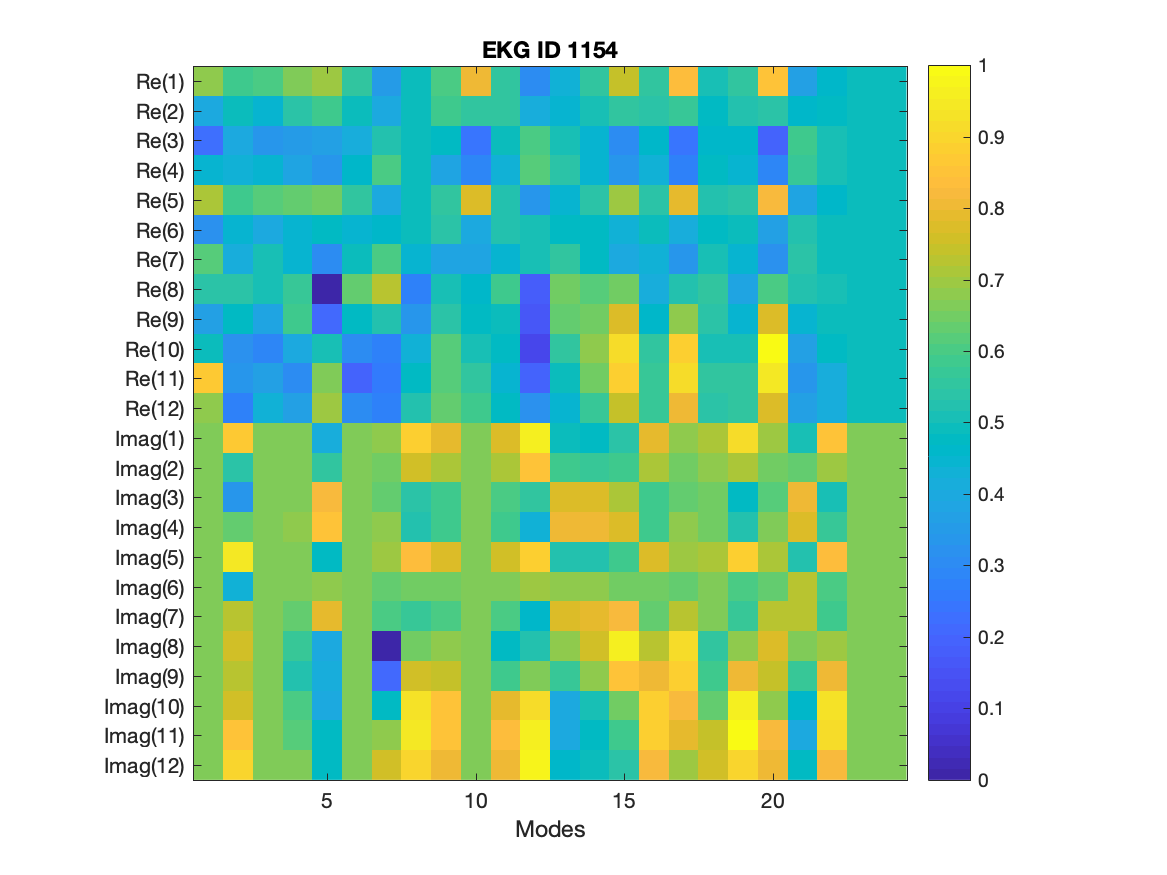 EKG ID 1154
Re(1)
Re(2)
Re(3)
Re(4)
Re(5)
Re(6)
Re(7)
Re(8)
Re(9)
Re(10)
Re(11)
Re(12)
Imag(1)
Imag(2)
Imag(3)
Imag(4)
Imag(5)
Imag(6)
Imag(7)
Imag(8)
Imag(9)
Imag(10)
Imag(11)
Imag(12)
5 10 15 20
Modes
1
0.9
0.8
0.7
0.6
0.5
0.4
0.3
0.2
0.1
0